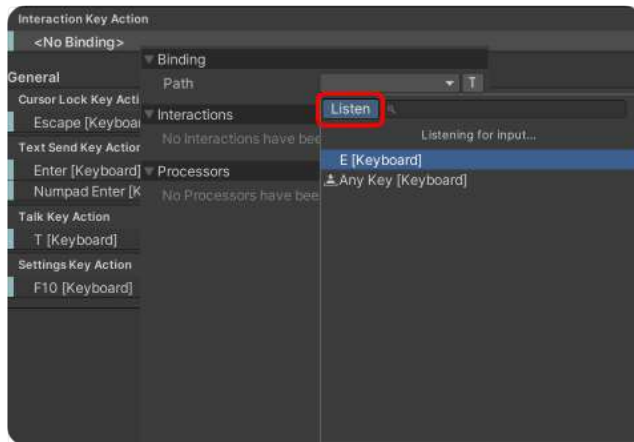 Interaction Key Action
<No Binding>
Binding
General
Path
T
Cursor Lock Key Acti
Listen
Escape [Keyboar
Interactions
No Interactions have bee
Listening for input...
Text Send Key Action
Enter [Keyboard]
E [Keyboard]
Processors
Any Key [Keyboard]
Numpad Enter [K
No Processors have bee
Talk Key Action
T [Keyboard]
Settings Key Action
F10 [Keyboard]